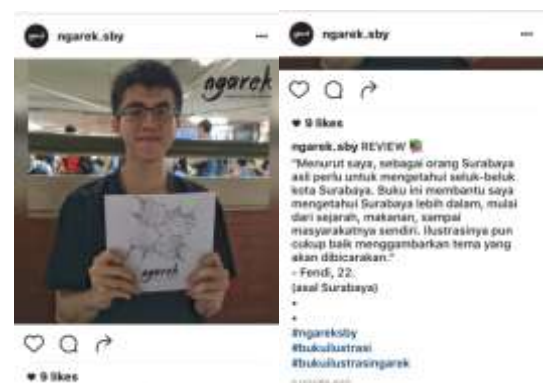 ngarek.sby
ngarek
ngarek
9 likes
ngarek.sby
9 likes
ngarek.sby REVIEW
"Menurut saya, sebagai orang Surabaya
asli perlu untuk mengetahui seluk-beluk
kota Surabaya. Buku ini membantu saya
mengetahui Surabaya lebih dalam, mulai
dari sejarah, makanan, sampai
masyarakatnya sendiri. Ilustrasinya pun
cukup baik menggambarkan tema yang
akan dibicarakan."
- Fendi, 22.
(asal Surabaya)
#ngareksby
#bukuilustrasi
#bukuilustrasingarek